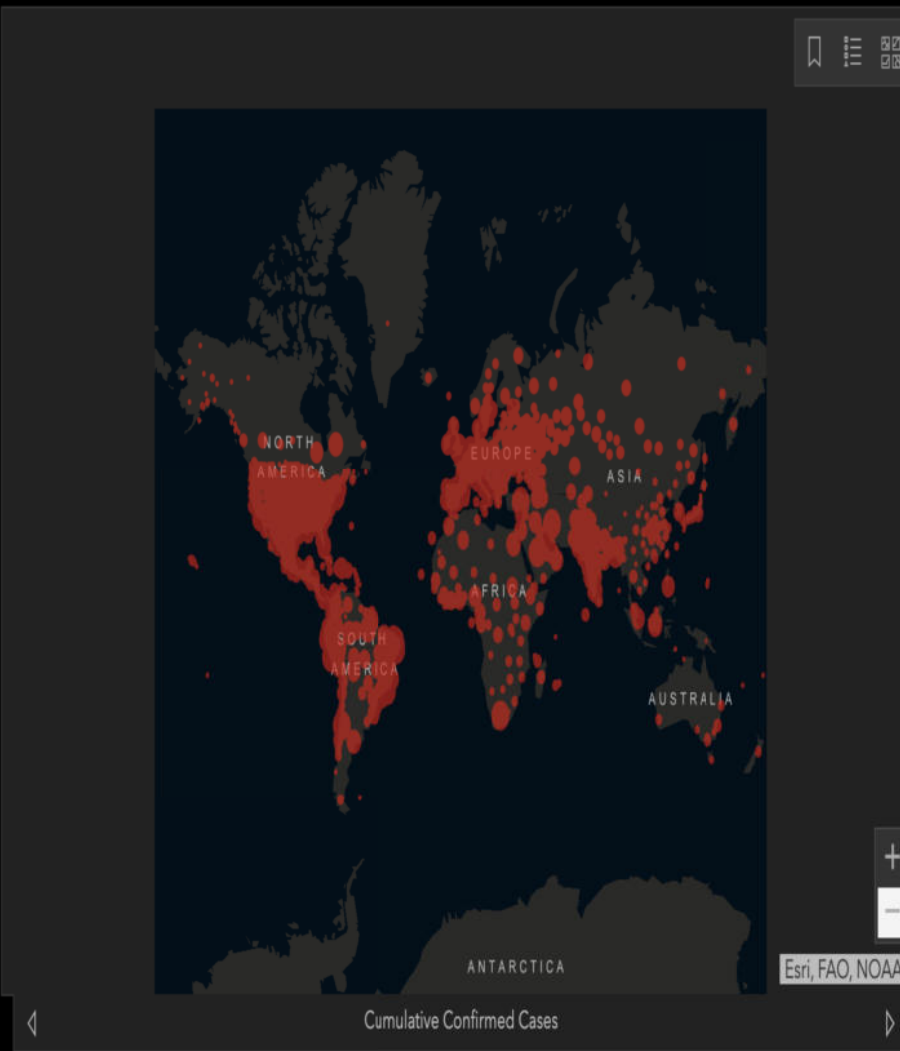 NORTH
AMERICA
EUROPE
ASIA
AFRICA
SOUTH
AMERICA
AUSTRALIA
ANTARCTICA
Esri, FAO, NOAA
Cumulative Confirmed Cases